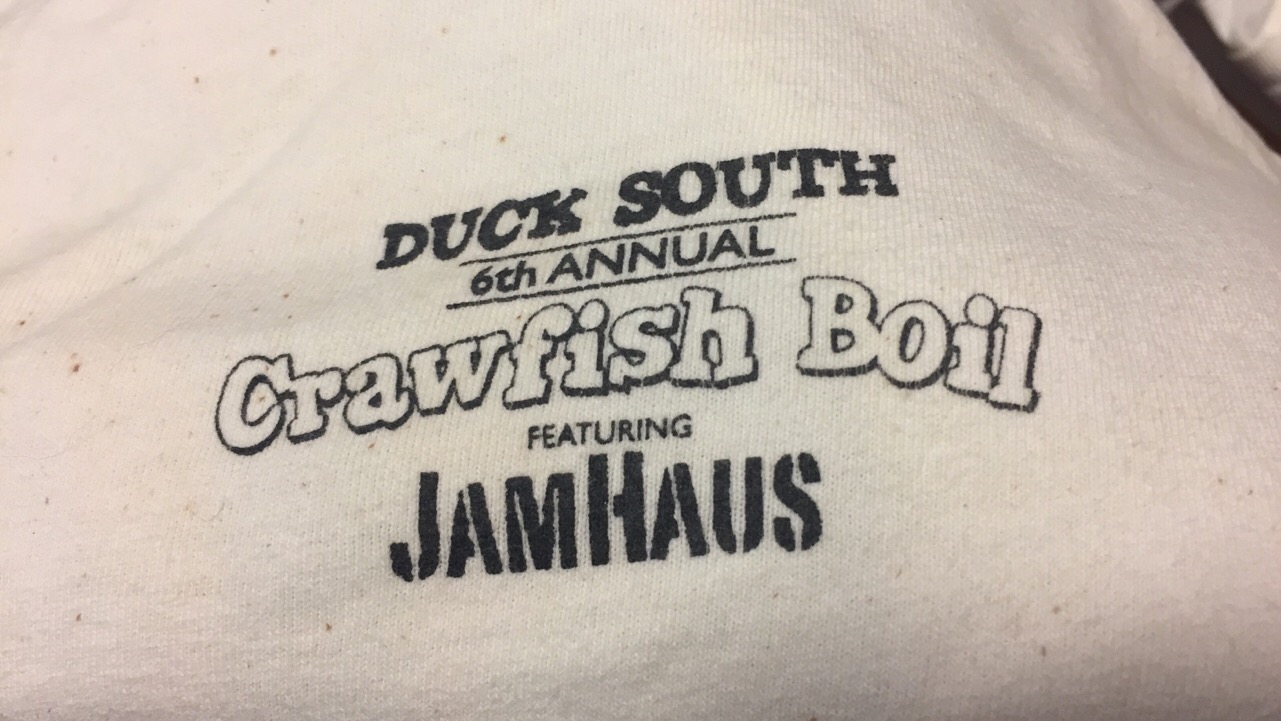 DUCK SOUTH
6th ANNUAL
Crawfish Boil
FEATURING
JAMHAUS